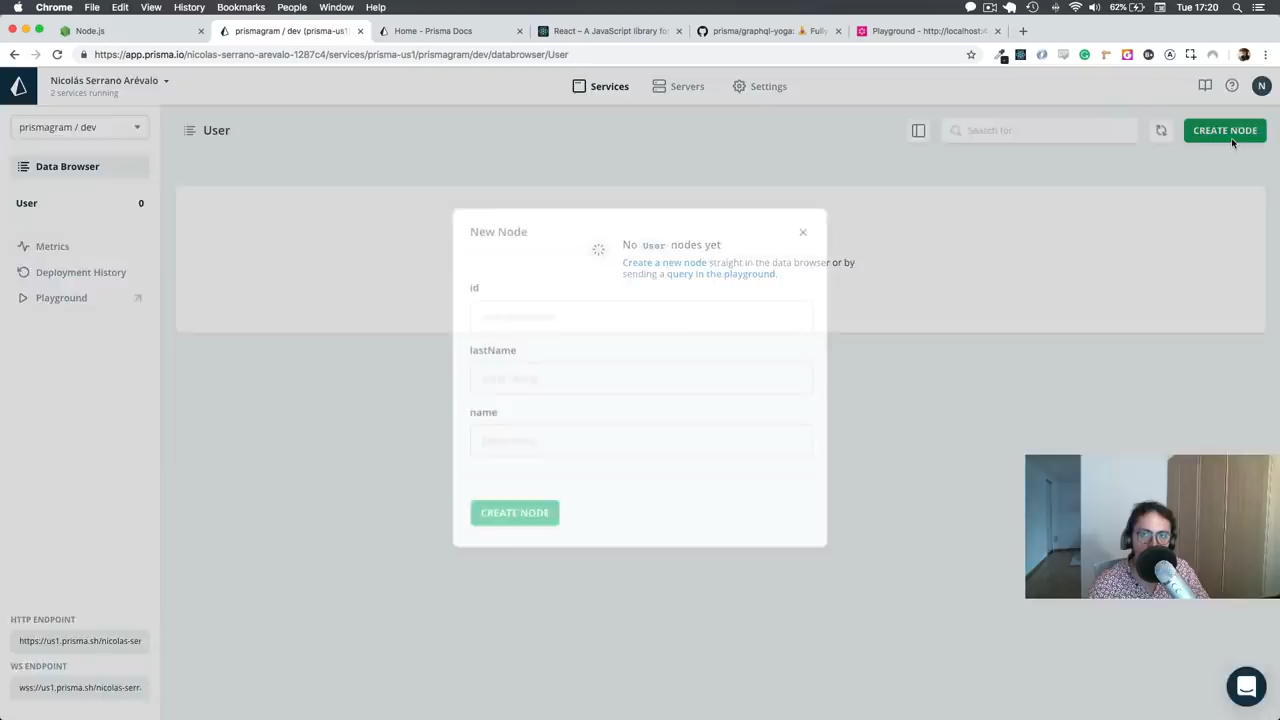 Chrome File Edit View History Bookmarks People Window Help
62% Tue 17:20
Node.js
prismagram / dev (prisma-us1
Home - Prisma Docs
React – A JavaScript library fo
prisma/graphql-yoga: 🧘 Fully
Playground - http://localhost:4
https://app.prisma.io/nicolas-serrano-arevalo-1287c4/services/prisma-us1/prismagram/dev/databrowser/User
Nicolás Serrano Arévalo
2 services running
Services
Servers
Settings
N
prismagram / dev
User
Search for
CREATE NODE
Data Browser
User 0
Metrics
Deployment History
Playground
New Node
No User nodes yet
Create a new node straight in the data browser or by
sending a query in the playground.
id
lastName
name
CREATE NODE
HTTP ENDPOINT
https://us1.prisma.sh/nicolas-ser
WS ENDPOINT
wss://us1.prisma.sh/nicolas-serr